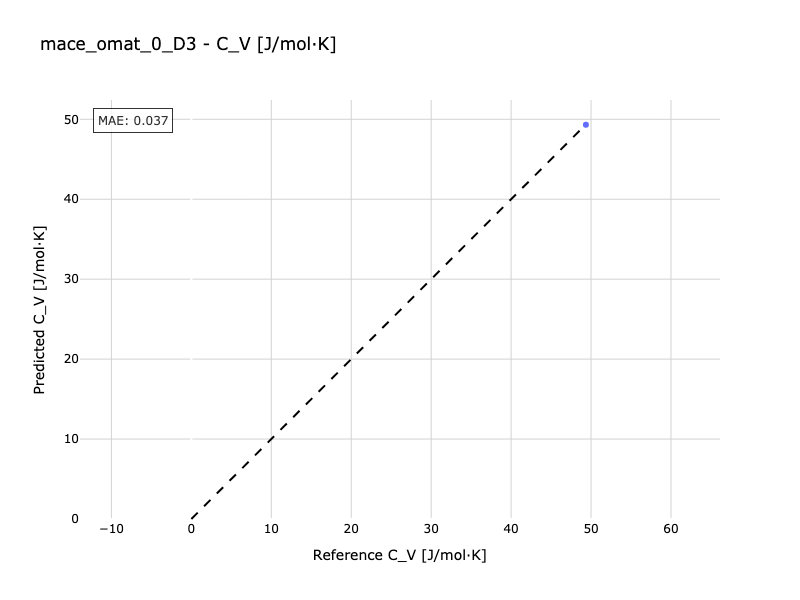 mace_omat_0_D3 - C_V [J/mol·K]
MAE: 0.037
Predicted C_V [J/mol·K]
50
40
30
20
10
0
−10 0 10 20 30 40 50 60
Reference C_V [J/mol·K]